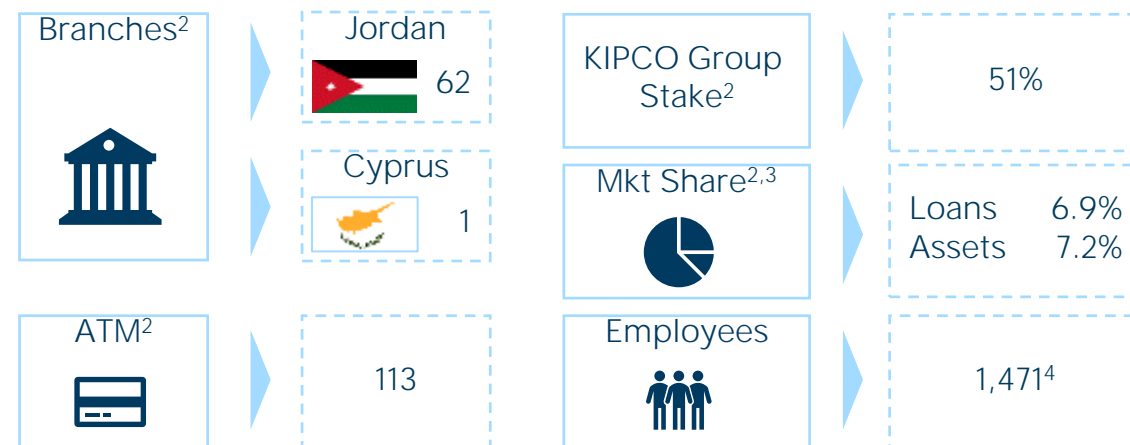 Branches²
Jordan
62
Cyprus
1
ATM²
113
KIPCO Group
Stake²
51%
Mkt Share²,³
Loans 6.9%
Assets 7.2%
Employees
1,471⁴